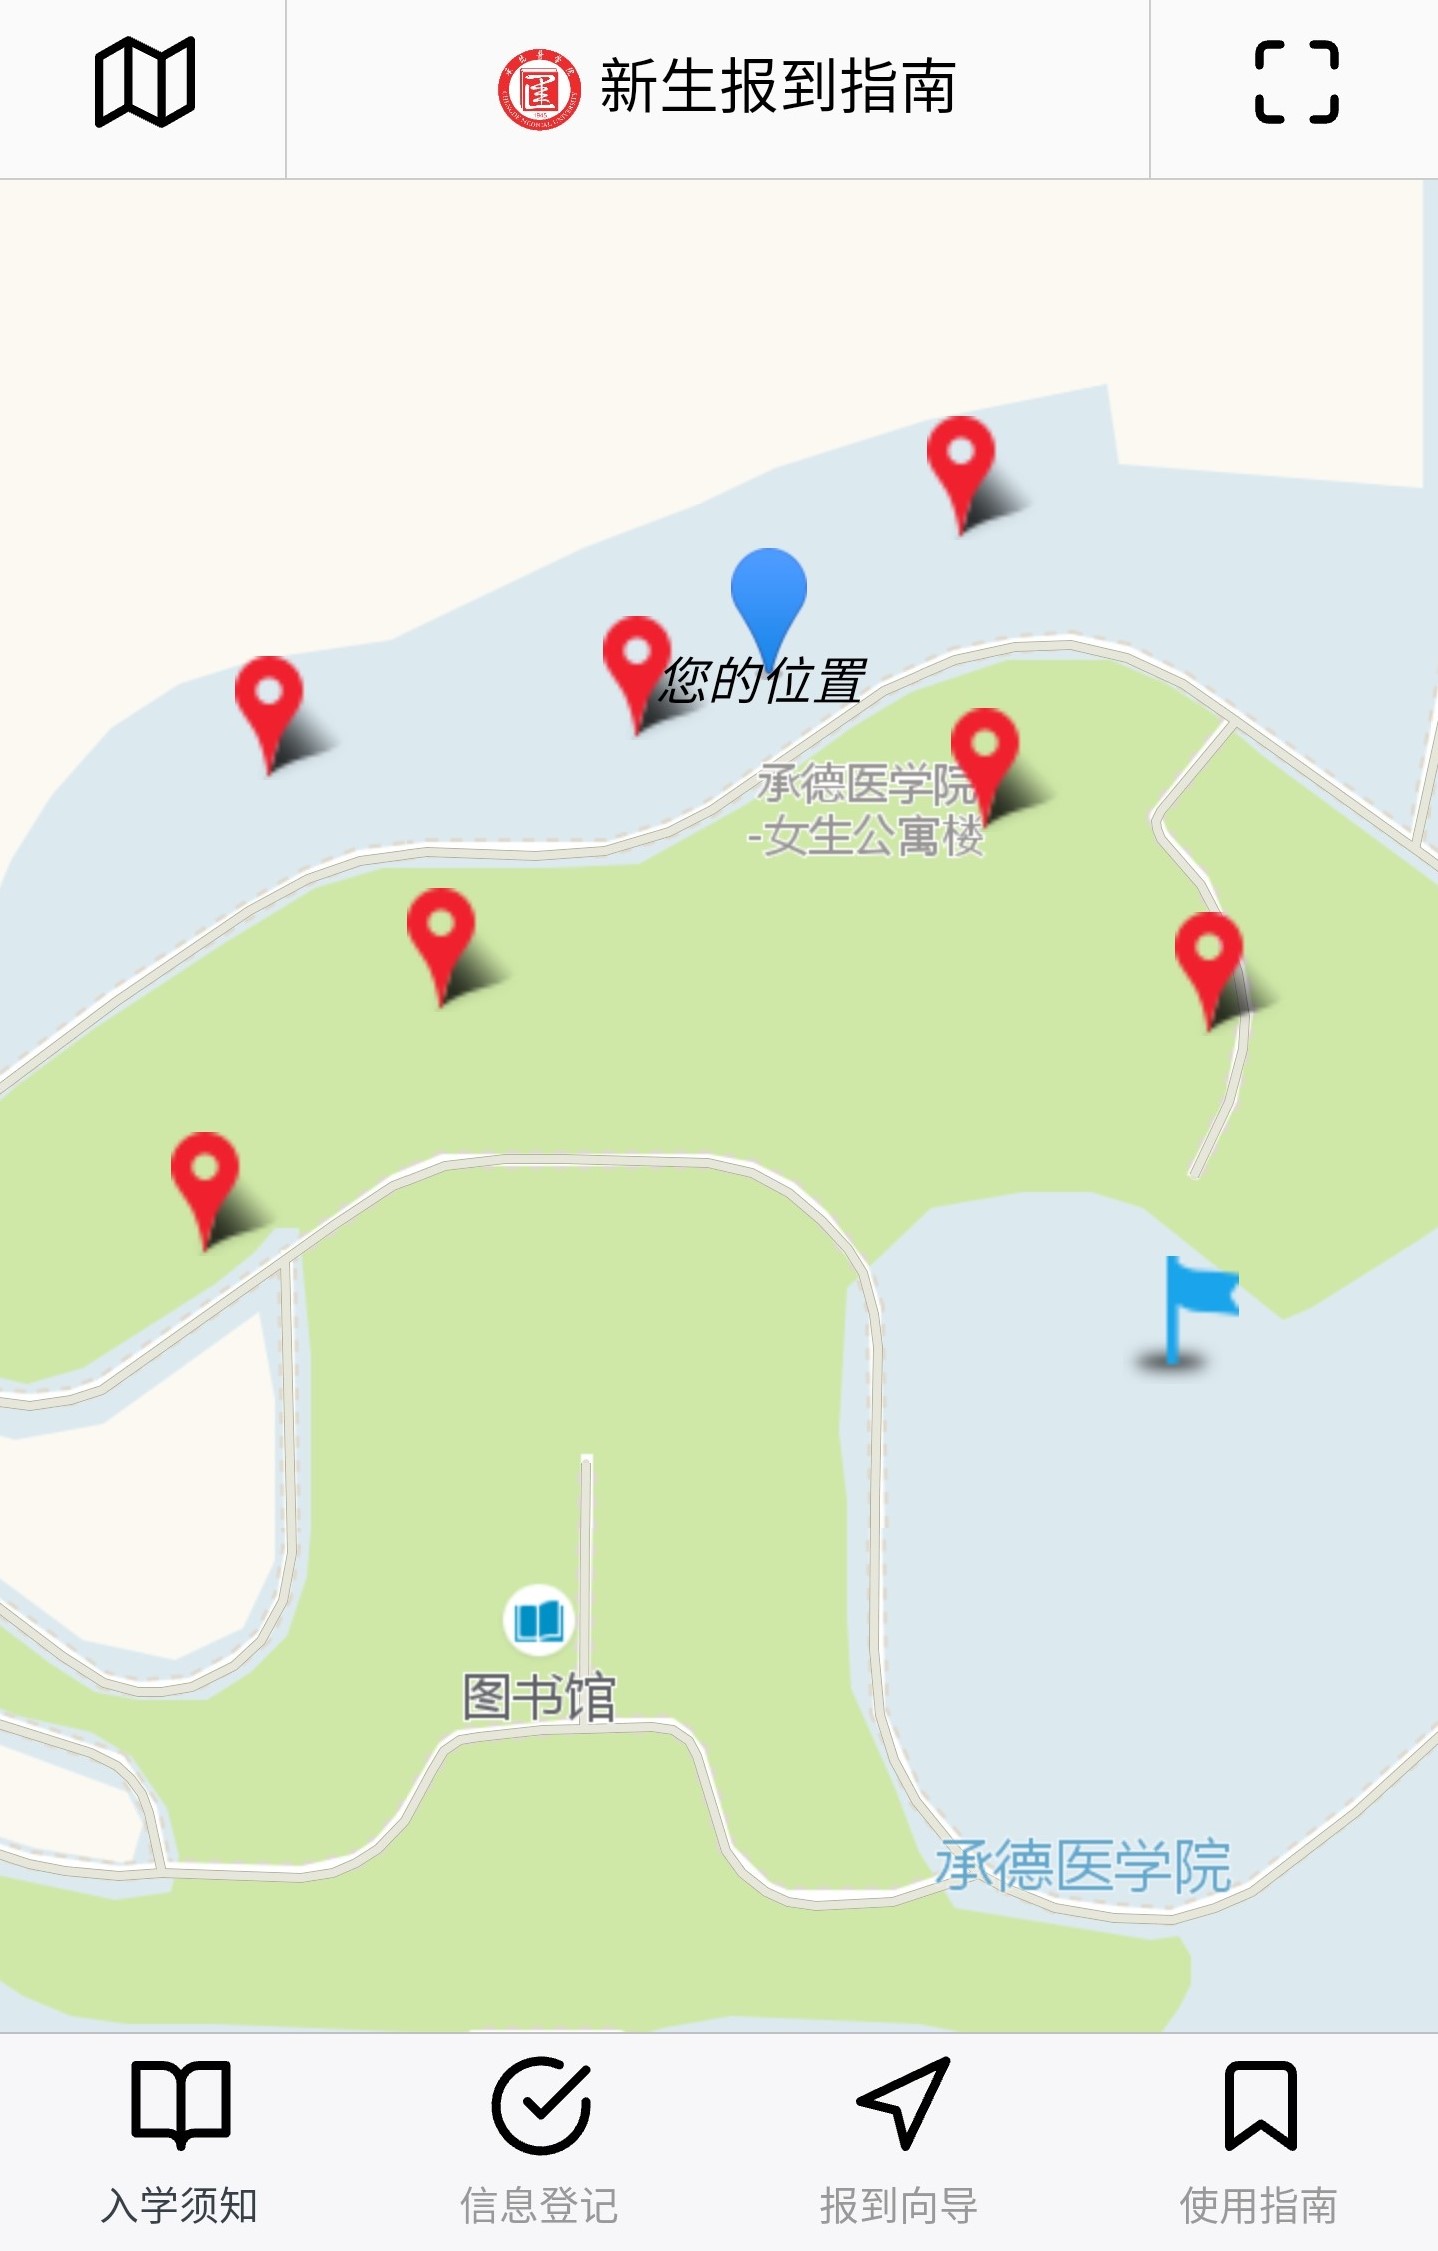 新生报到指南
您的位置
承德医学院
-女生公寓楼
图书馆
承德医学院
入学须知
信息登记
报到向导
使用指南